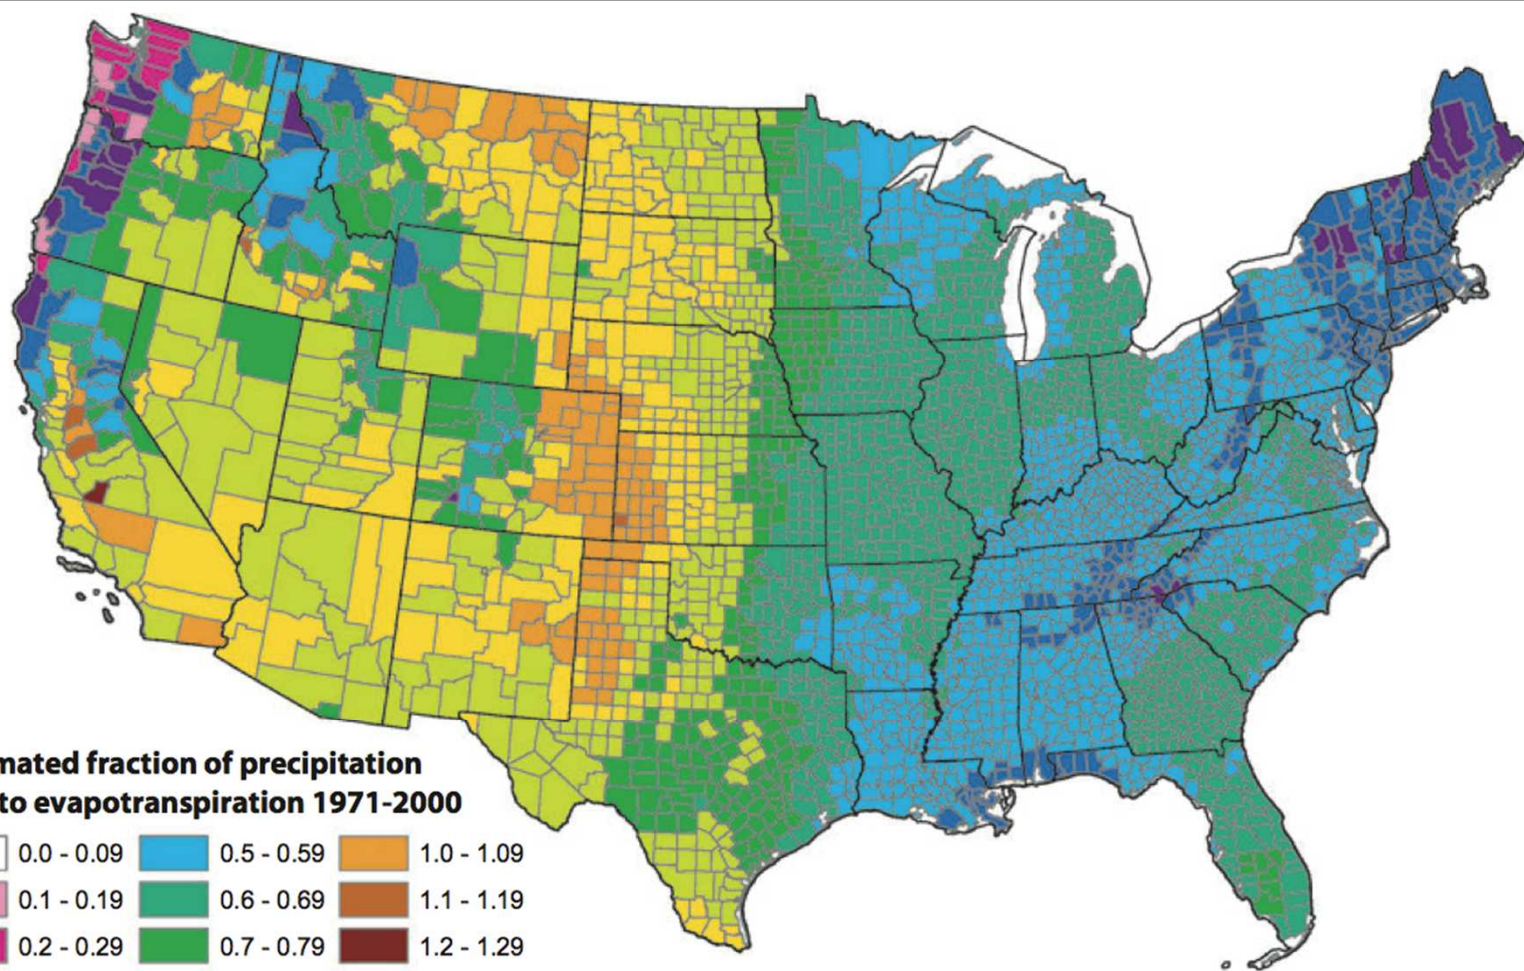 mated fraction of precipitation
to evapotranspiration 1971-2000
0.0 - 0.09 0.5 - 0.59 1.0 - 1.09
0.1 - 0.19 0.6 - 0.69 1.1 - 1.19
0.2 - 0.29 0.7 - 0.79 1.2 - 1.29